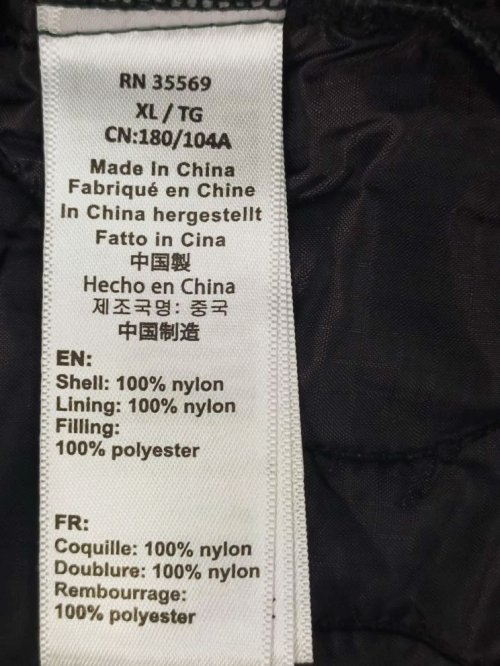 RN 35569
XL / TG
CN:180/104A
Made In China
Fabriqué en Chine
In China hergestellt
Fatto in Cina
中国製
Hecho en China
제조국명: 중국
中国制造
EN:
Shell: 100% nylon
Lining: 100% nylon
Filling:
100% polyester
FR:
Coquille: 100% nylon
Doublure: 100% nylon
Rembourrage:
100% polyester